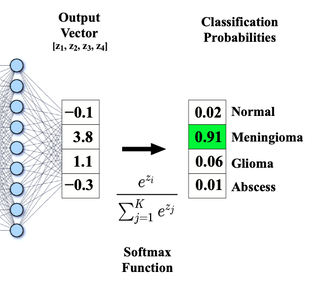 Output
Vector
[z₁, z₂, z₃, z₄]
Classification
Probabilities
−0.1
3.8
1.1
−0.3
0.02 Normal
0.91 Meningioma
0.06 Glioma
0.01 Abscess
e^{z_i}
∑_{j=1}^{K} e^{z_j}
Softmax
Function